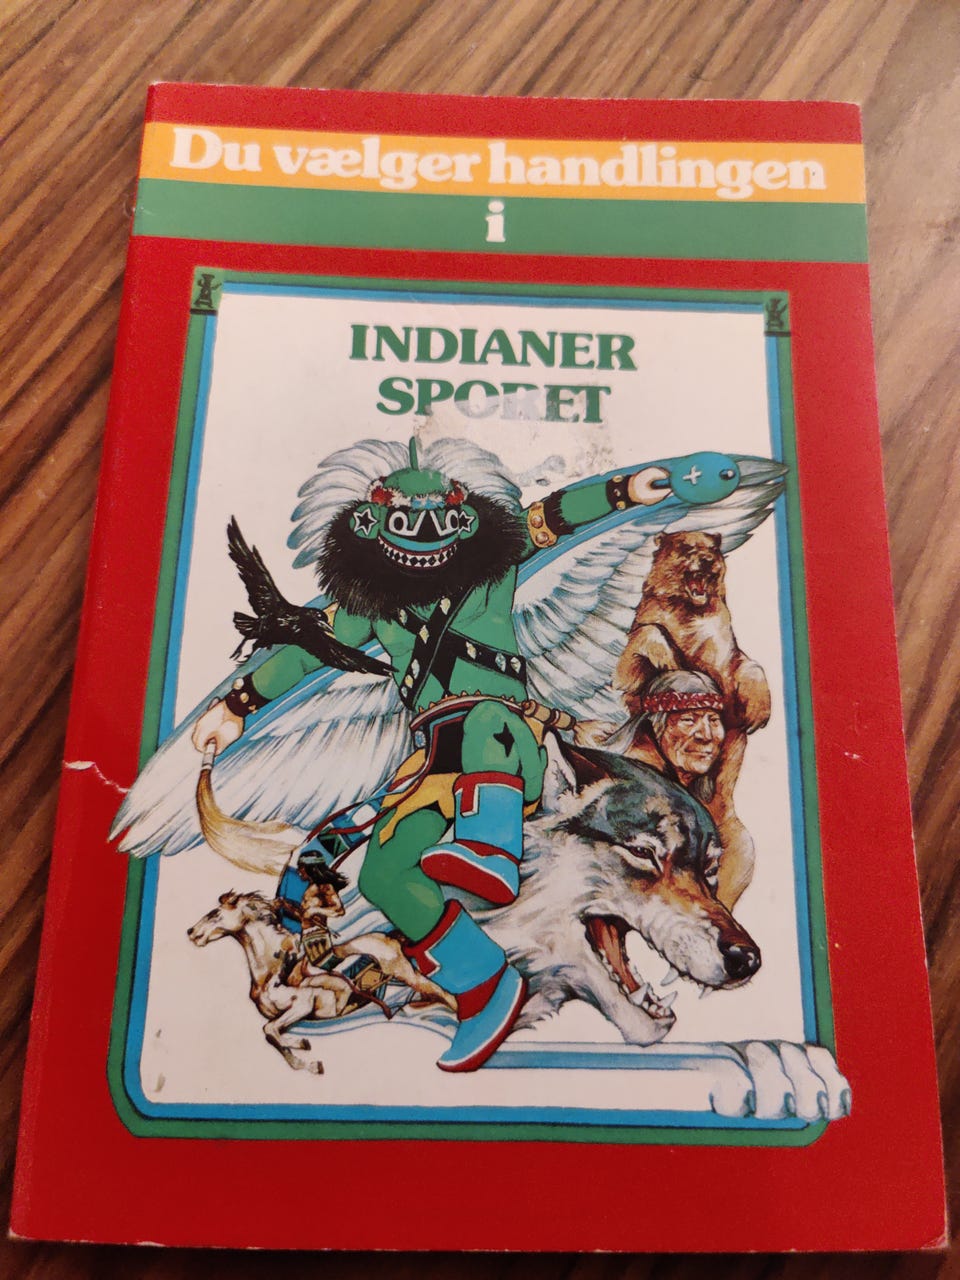 Du vælger handlingen
i
INDIANER
SPORET